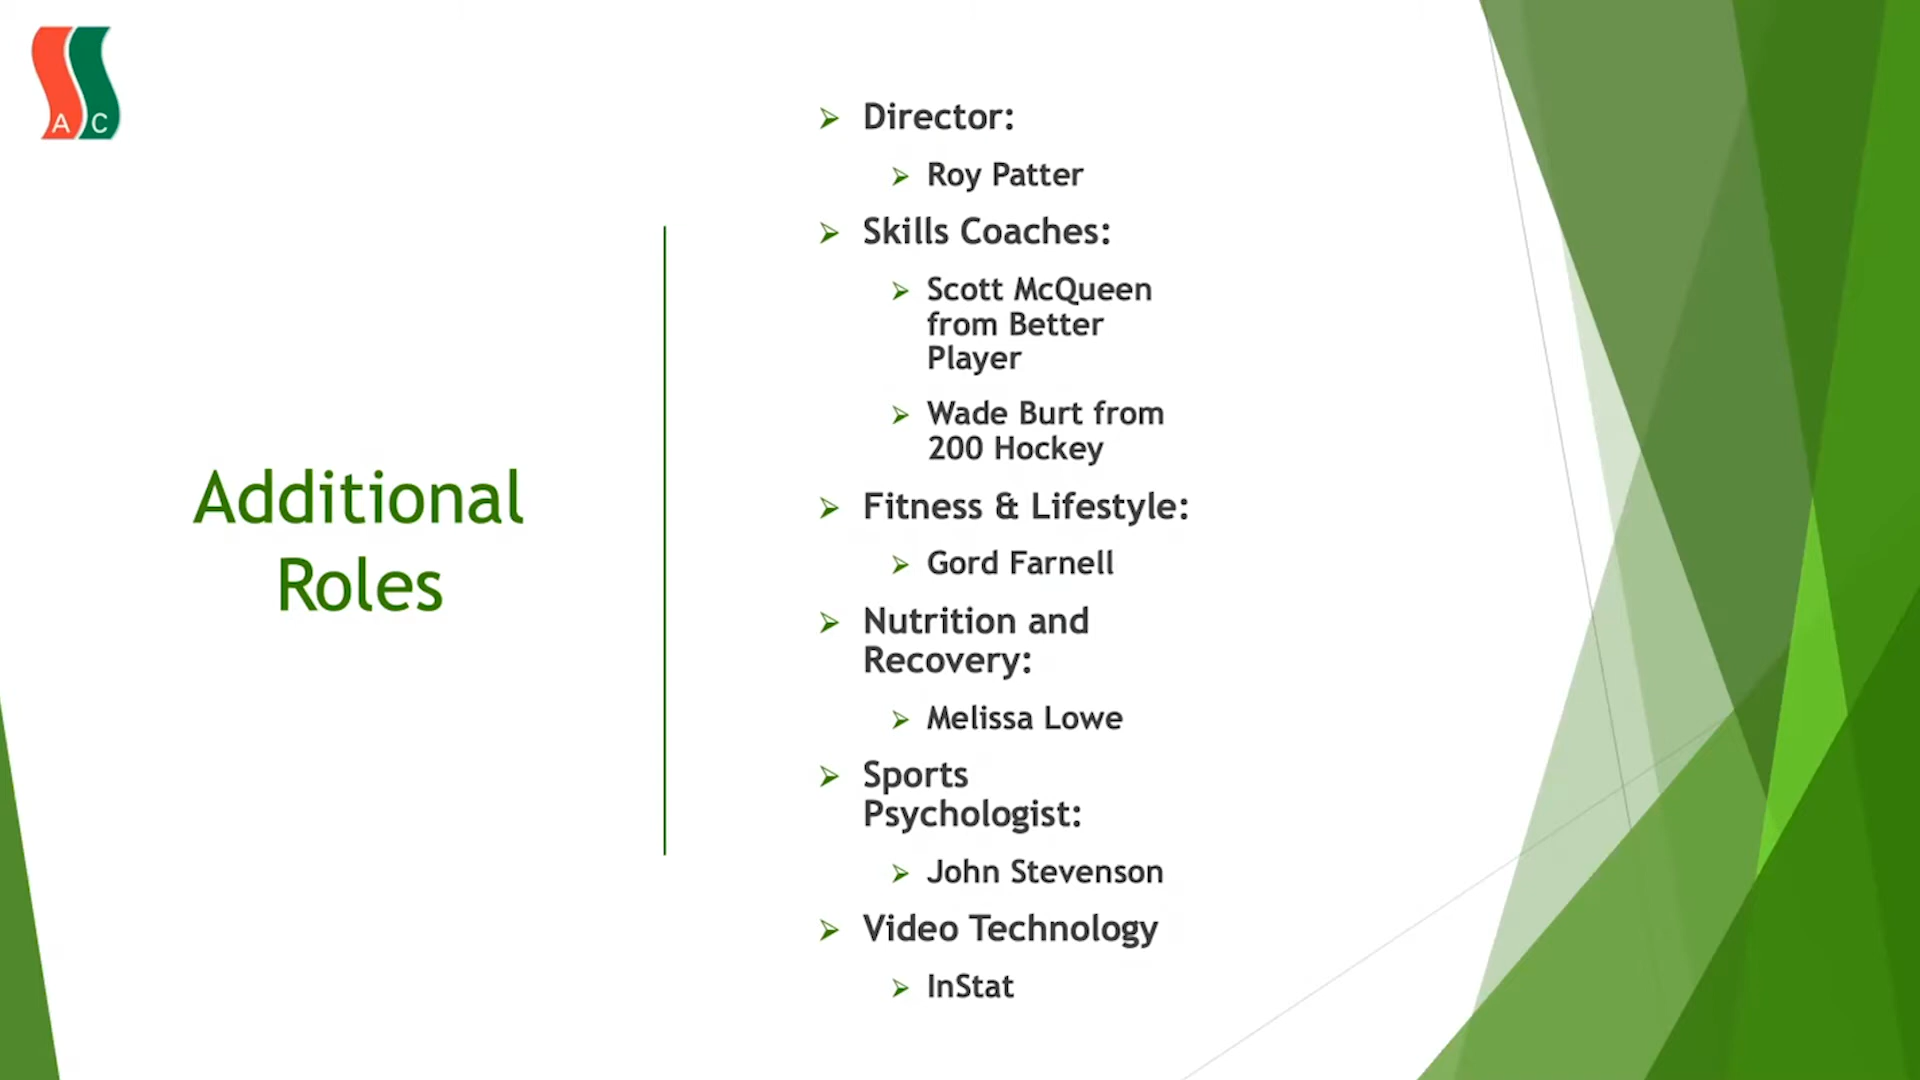 A C
Additional
Roles
Director:
Roy Patter
Skills Coaches:
Scott McQueen
from Better
Player
Wade Burt from
200 Hockey
Fitness & Lifestyle:
Gord Farnell
Nutrition and
Recovery:
Melissa Lowe
Sports
Psychologist:
John Stevenson
Video Technology
InStat